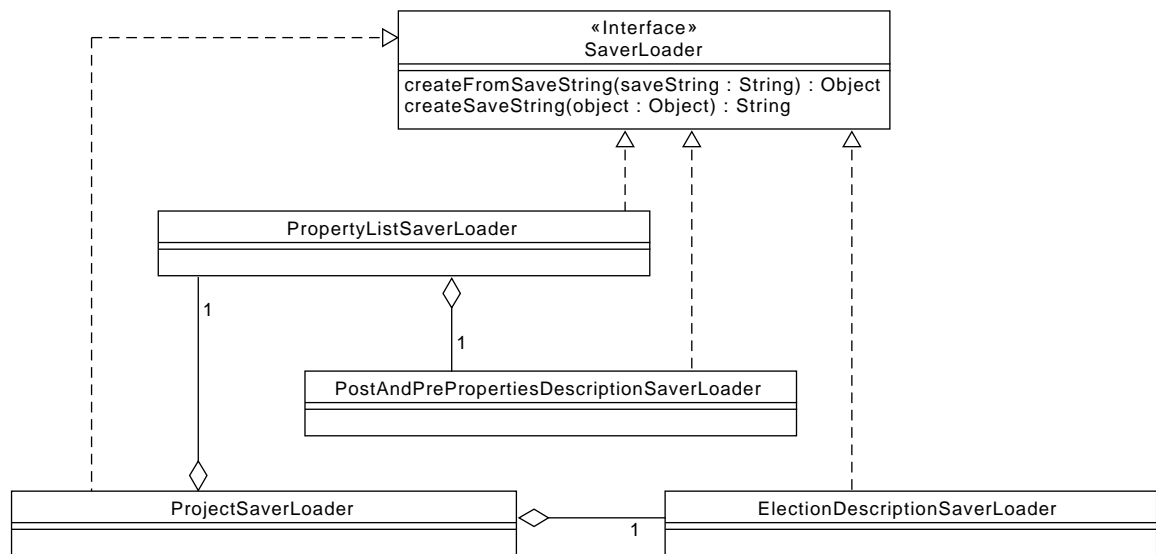 «Interface»
SaverLoader
createFromSaveString(saveString : String) : Object
createSaveString(object : Object) : String
PropertyListSaverLoader
1
1
PostAndPrePropertiesDescriptionSaverLoader
ProjectSaverLoader
1
ElectionDescriptionSaverLoader